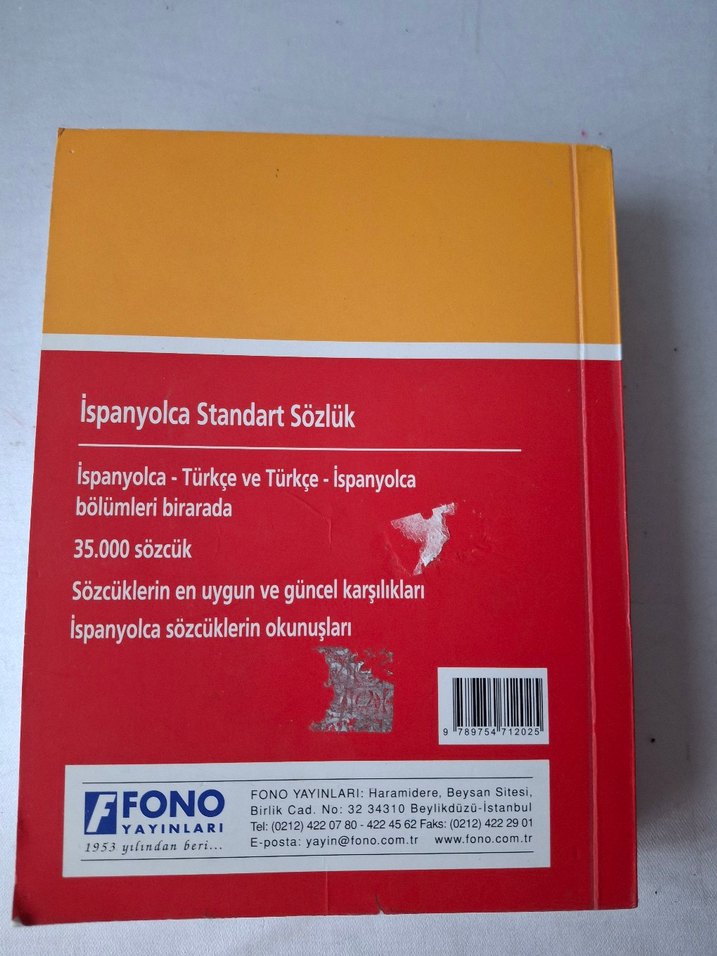 İspanyolca Standart Sözlük
İspanyolca - Türkçe ve Türkçe - İspanyolca
bölümleri birarada
35.000 sözcük
Sözcüklerin en uygun ve güncel karşılıkları
İspanyolca sözcüklerin okunuşları
9 789754 712025
FONO
YAYINLARI
1953 yılından beri...
FONO YAYINLARI: Haramidere, Beysan Sitesi,
Birlik Cad. No: 32 34310 Beylikdüzü-İstanbul
Tel: (0212) 422 07 80 - 422 45 62 Faks: (0212) 422 29 01
E-posta: yayin@fono.com.tr www.fono.com.tr